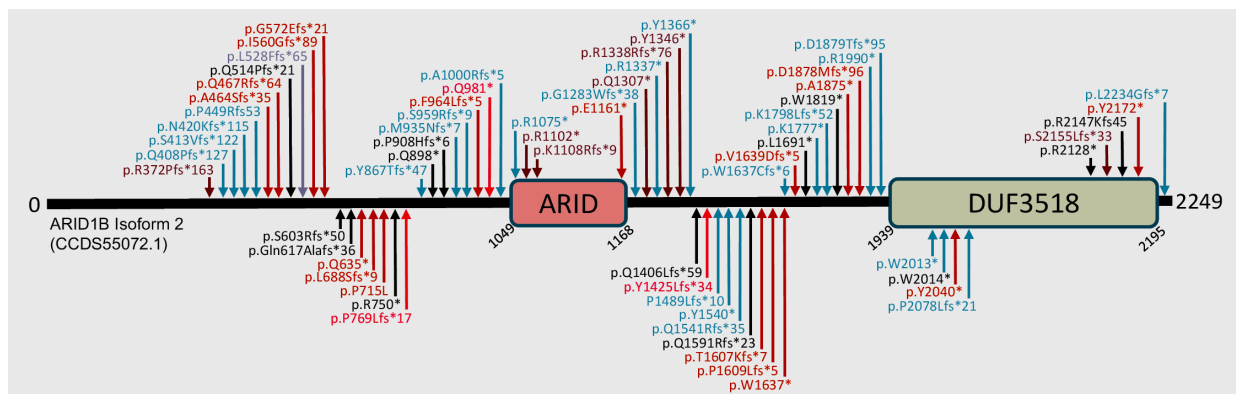 p.G572Efs*21
p.I560Gfs*89
p.L528Ffs*65
p.Q514Pfs*21
p.Q467Rfs*64
p.A464Sfs*35
p.P449Rfs53
p.N420Kfs*115
p.S413Vfs*122
p.Q408Pfs*127
p.R372Pfs*163
p.A1000Rfs*5
p.Q981*
p.F964Lfs*5
p.S959Rfs*9
p.M935Nfs*7
p.P908Hfs*6
p.Q898*
p.Y867Tfs*47
p.Y1366*
p.Y1346*
p.R1338Rfs*76
p.R1337*
p.Q1307*
p.G1283Wfs*38
p.E1161*
p.R1075*
p.R1102*
p.K1108Rfs*9
p.D1879Tfs*95
p.R1990*
p.D1878Mfs*96
p.A1875*
p.W1819*
p.K1798Lfs*52
p.K1777*
p.L1691*
p.V1639Dfs*5
p.W1637Cfs*6
p.L2234Gfs*7
p.Y2172*
p.R2147Kfs45
p.S2155Lfs*33
p.R2128*
0
ARID
DUF3518
2249
ARID1B Isoform 2
(CCDS55072.1)
1049
1168
1939
2195
p.S603Rfs*50
p.Gln617Alafs*36
p.Q635*
p.L688Sfs*9
p.P715L
p.R750*
p.P769Lfs*17
p.Q1406Lfs*59
p.Y1425Lfs*34
P1489Lfs*10
p.Y1540*
p.Q1541Rfs*35
p.Q1591Rfs*23
p.T1607Kfs*7
p.P1609Lfs*5
p.W1637*
p.W2013*
p.W2014*
p.Y2040*
p.P2078Lfs*21